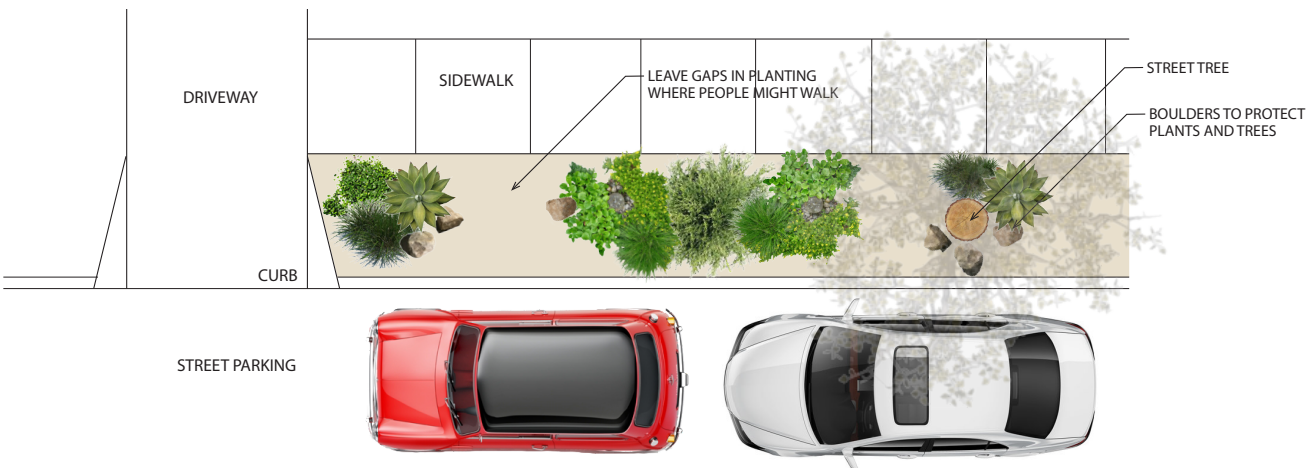 DRIVEWAY
SIDEWALK
LEAVE GAPS IN PLANTING
WHERE PEOPLE MIGHT WALK
STREET TREE
BOULDERS TO PROTECT
PLANTS AND TREES
CURB
STREET PARKING